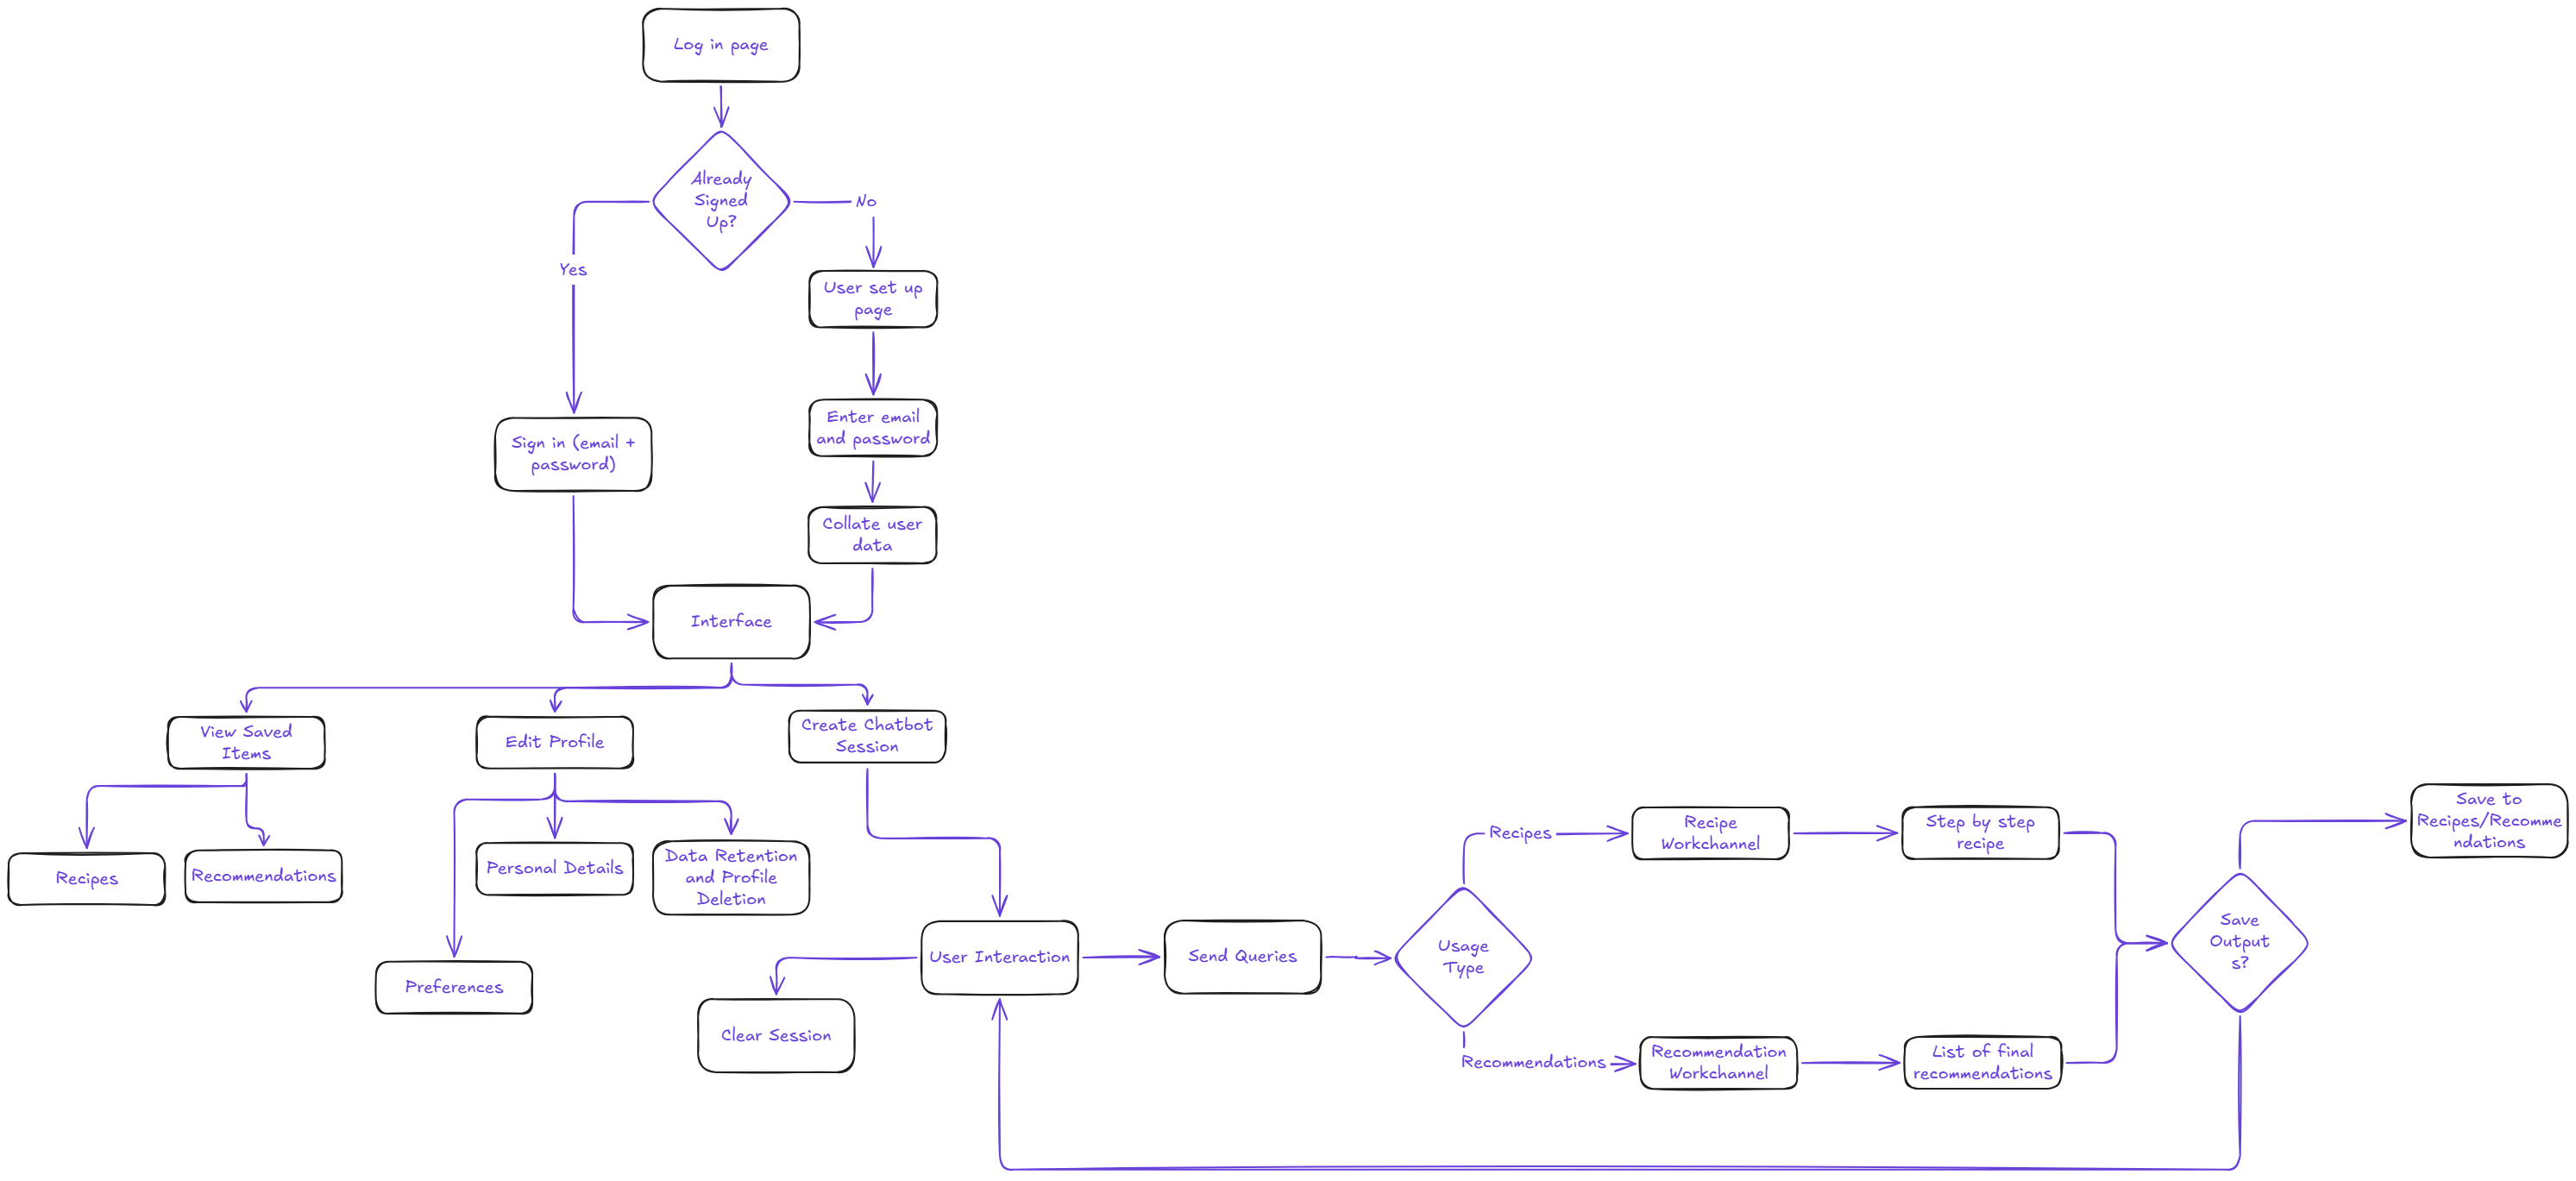 Log in page
Already
Signed
Up?
No
Yes
User set up
page
Enter email
and password
Sign in (email +
password)
Collate user
data
Interface
View Saved
Items
Edit Profile
Create Chatbot
Session
Recipes
Recommendations
Personal Details
Data Retention
and Profile
Deletion
Preferences
User Interaction
Clear Session
Send Queries
Usage
Type
Recipes
Recipe
Workchannel
Step by step
recipe
Recommendations
Recommendation
Workchannel
List of final
recommendations
Save
Output
s?
Save to
Recipes/Recomme
ndations